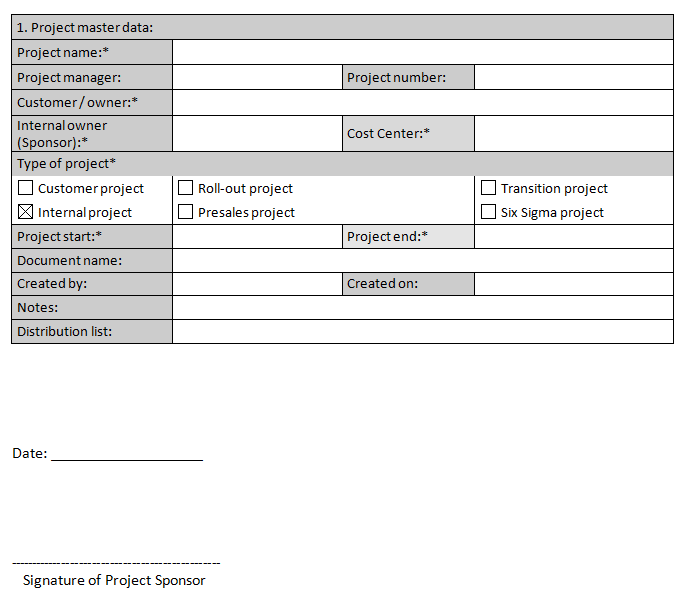 1. Project master data:
Project name:*
Project manager: Project number:
Customer / owner:*
Internal owner
(Sponsor):* Cost Center:*
Type of project*
Customer project Roll-out project Transition project
Internal project Presales project Six Sigma project
Project start:* Project end:*
Document name:
Created by: Created on:
Notes:
Distribution list:
Date: ____________________
--------------------------------------------------
Signature of Project Sponsor